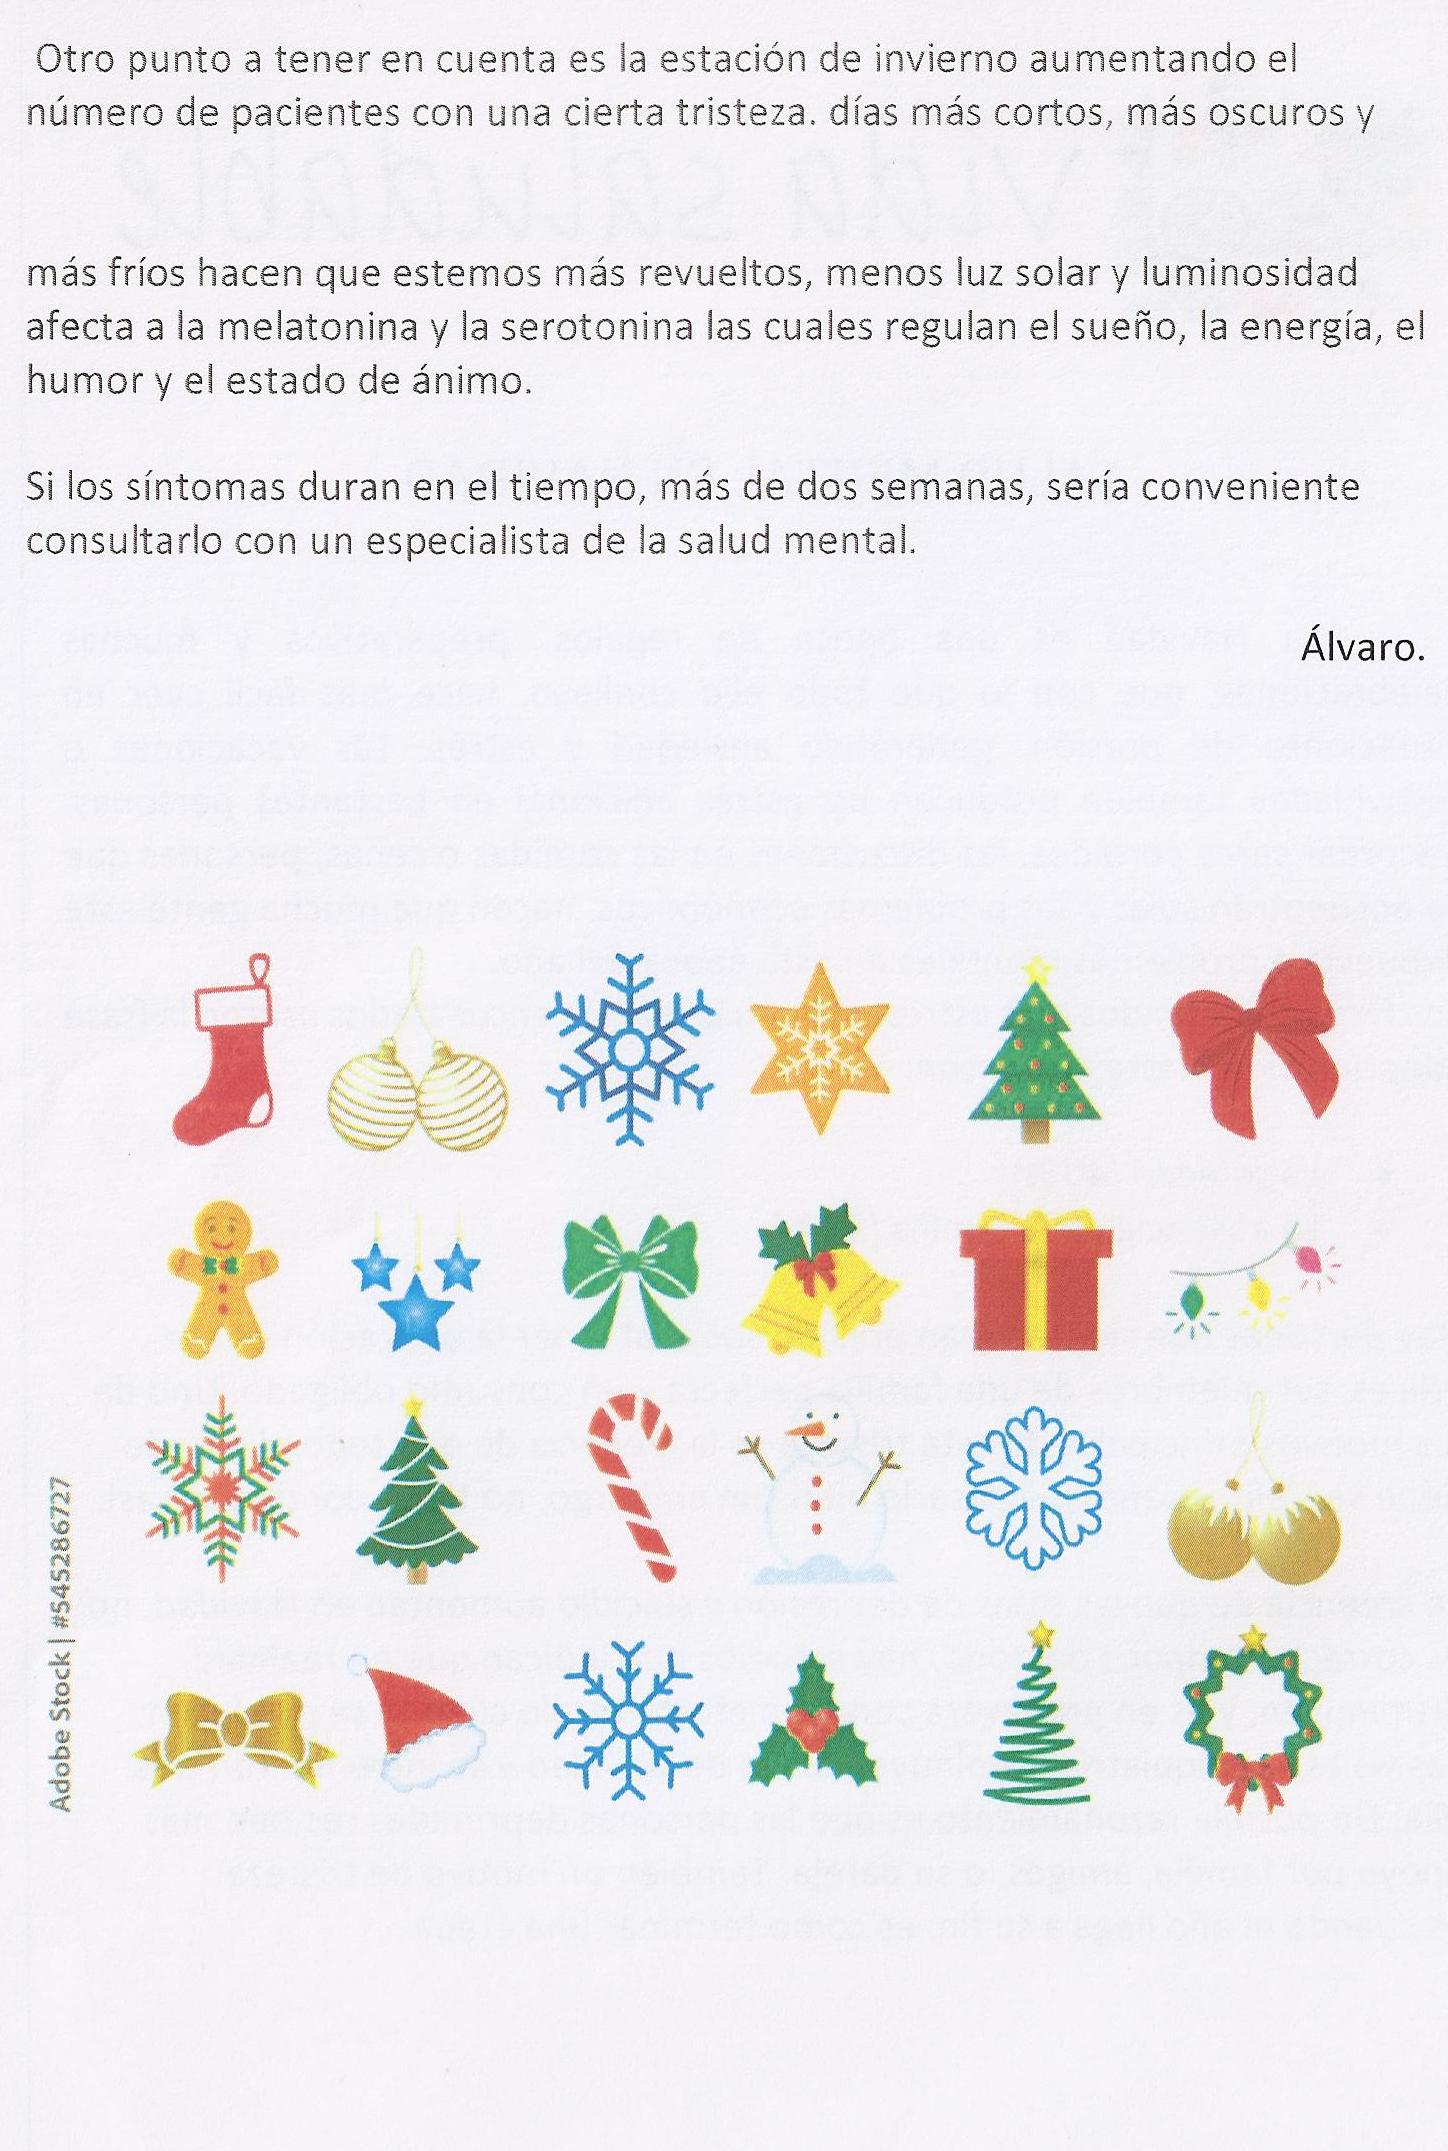 Otro punto a tener en cuenta es la estación de invierno aumentando el
número de pacientes con una cierta tristeza. días más cortos, más oscuros y
más fríos hacen que estemos más revueltos, menos luz solar y luminosidad
afecta a la melatonina y la serotonina las cuales regulan el sueño, la energía, el
humor y el estado de ánimo.
Si los síntomas duran en el tiempo, más de dos semanas, sería conveniente
consultarlo con un especialista de la salud mental.
Álvaro.
Adobe Stock | #545286727